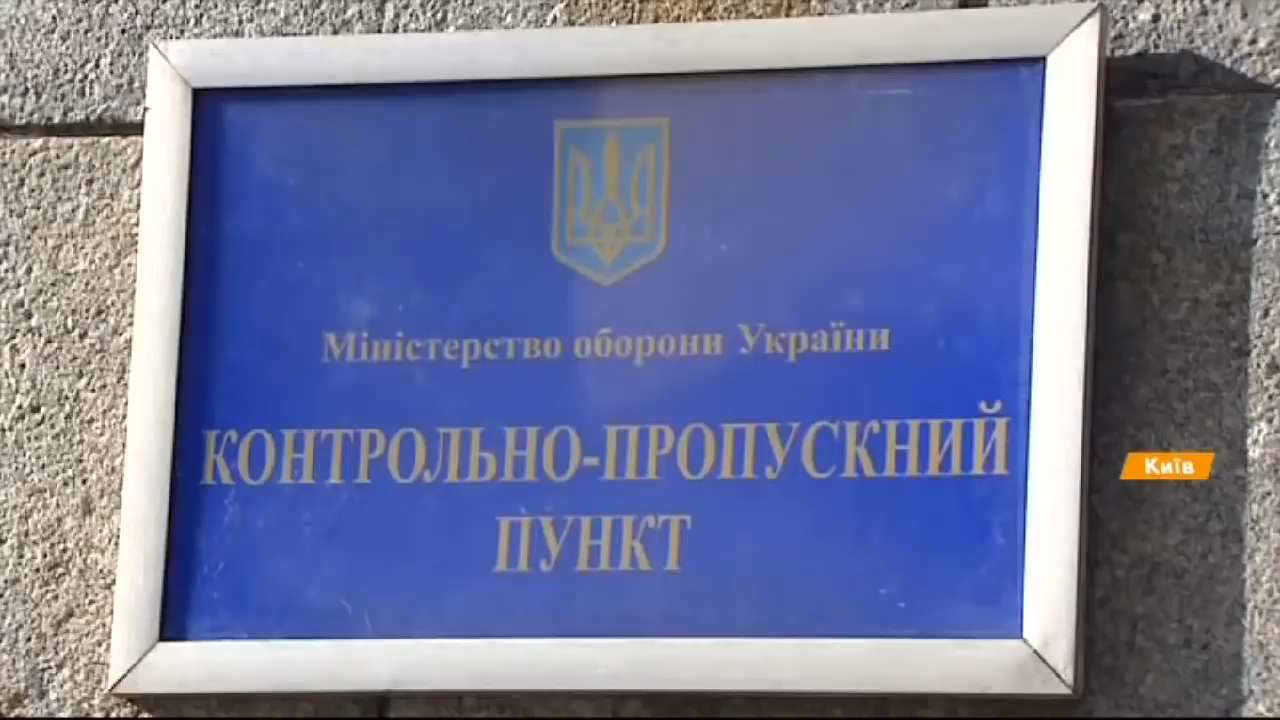 Міністерство оборони України
КОНТРОЛЬНО-ПРОПУСКНИЙ
ПУНКТ
Київ